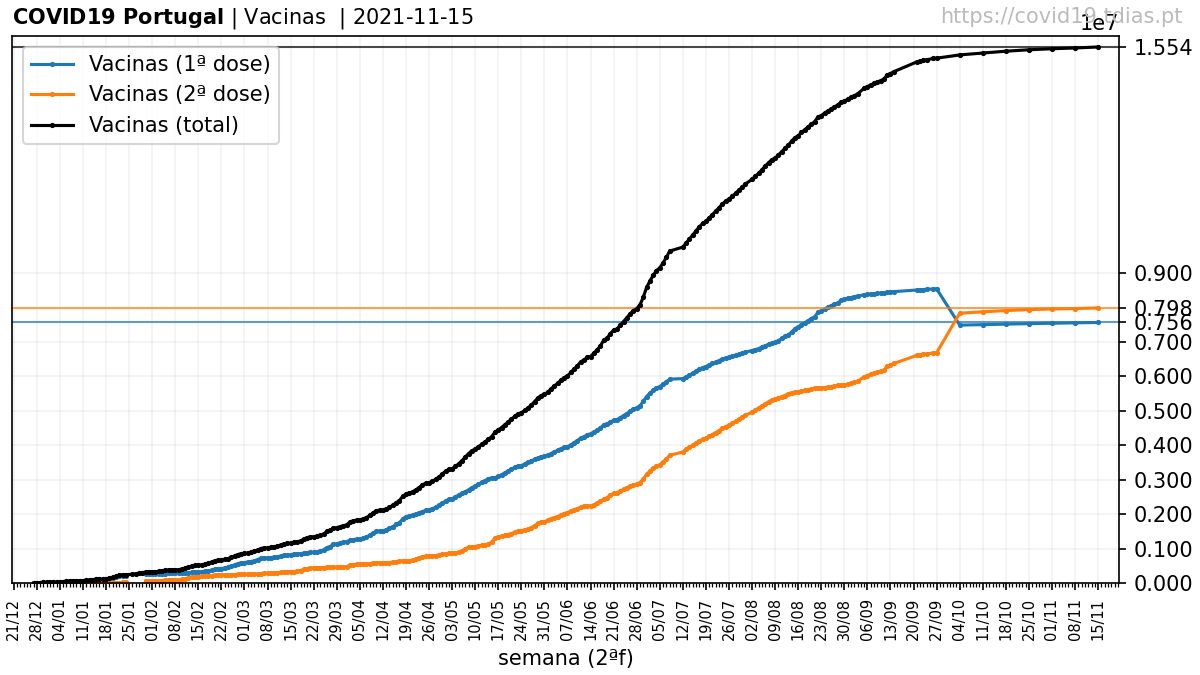 COVID19 Portugal | Vacinas | 2021-11-15
https://covid19.tdias.pt
1e7
Vacinas (1ª dose)
Vacinas (2ª dose)
Vacinas (total)
1.554
0.900
0.798
0.756
0.700
0.600
0.500
0.400
0.300
0.200
0.100
0.000
21/12 28/12 04/01 11/01 18/01 25/01 01/02 08/02 15/02 22/02 01/03 08/03 15/03 22/03 29/03 05/04 12/04 19/04 26/04 03/05 10/05 17/05 24/05 31/05 07/06 14/06 21/06 28/06 05/07 12/07 19/07 26/07 02/08 09/08 16/08 23/08 30/08 06/09 13/09 20/09 27/09 04/10 11/10 18/10 25/10 01/11 08/11 15/11
semana (2ªf)